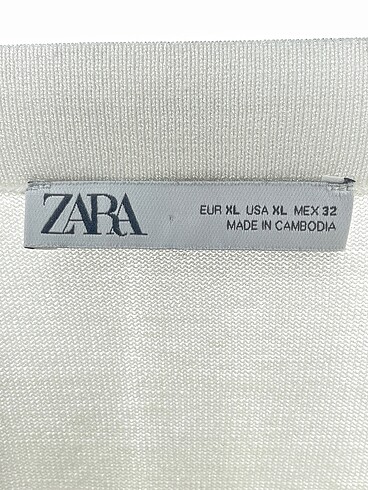 ZARA
EUR XL USA XL MEX 32
MADE IN CAMBODIA